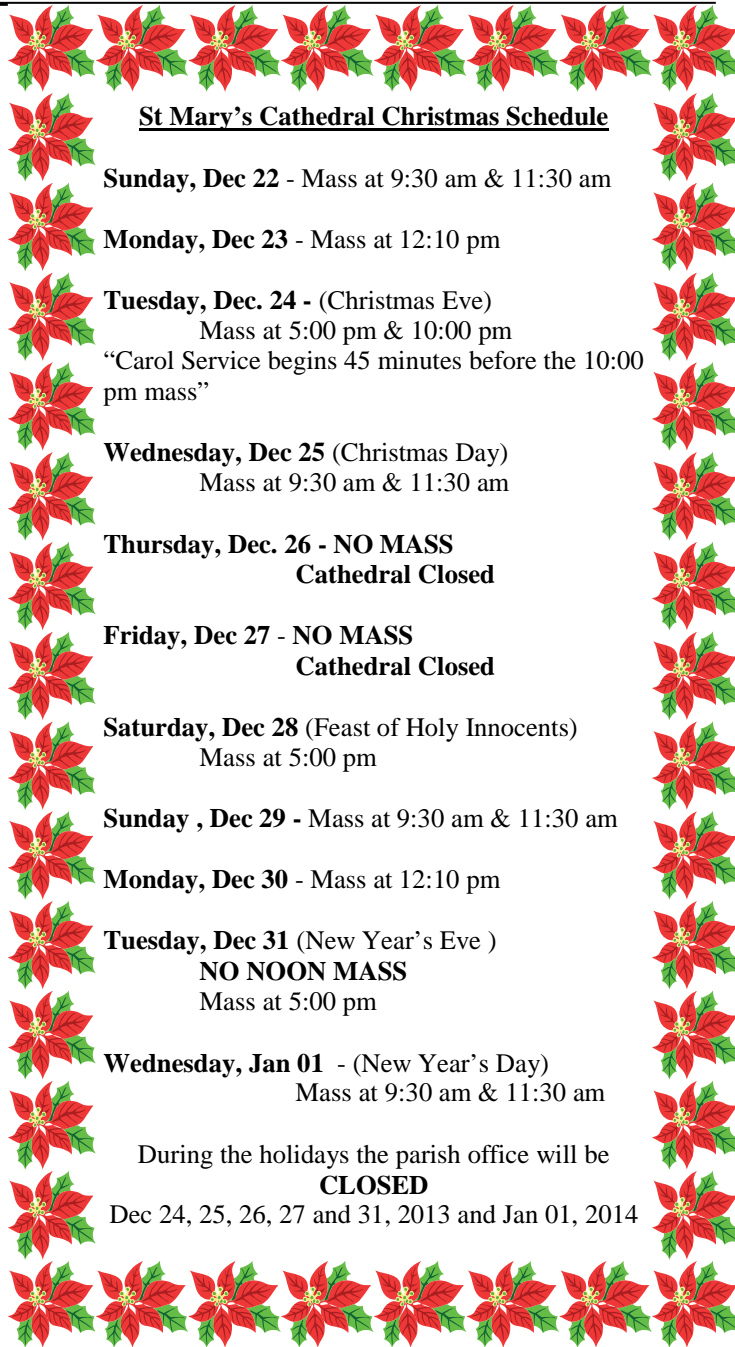 St Mary's Cathedral Christmas Schedule
Sunday, Dec 22 - Mass at 9:30 am & 11:30 am
Monday, Dec 23 - Mass at 12:10 pm
Tuesday, Dec. 24 - (Christmas Eve)
Mass at 5:00 pm & 10:00 pm
“Carol Service begins 45 minutes before the 10:00
pm mass”
Wednesday, Dec 25 (Christmas Day)
Mass at 9:30 am & 11:30 am
Thursday, Dec. 26 - NO MASS
Cathedral Closed
Friday, Dec 27 - NO MASS
Cathedral Closed
Saturday, Dec 28 (Feast of Holy Innocents)
Mass at 5:00 pm
Sunday , Dec 29 - Mass at 9:30 am & 11:30 am
Monday, Dec 30 - Mass at 12:10 pm
Tuesday, Dec 31 (New Year’s Eve )
NO NOON MASS
Mass at 5:00 pm
Wednesday, Jan 01 - (New Year’s Day)
Mass at 9:30 am & 11:30 am
During the holidays the parish office will be
CLOSED
Dec 24, 25, 26, 27 and 31, 2013 and Jan 01, 2014